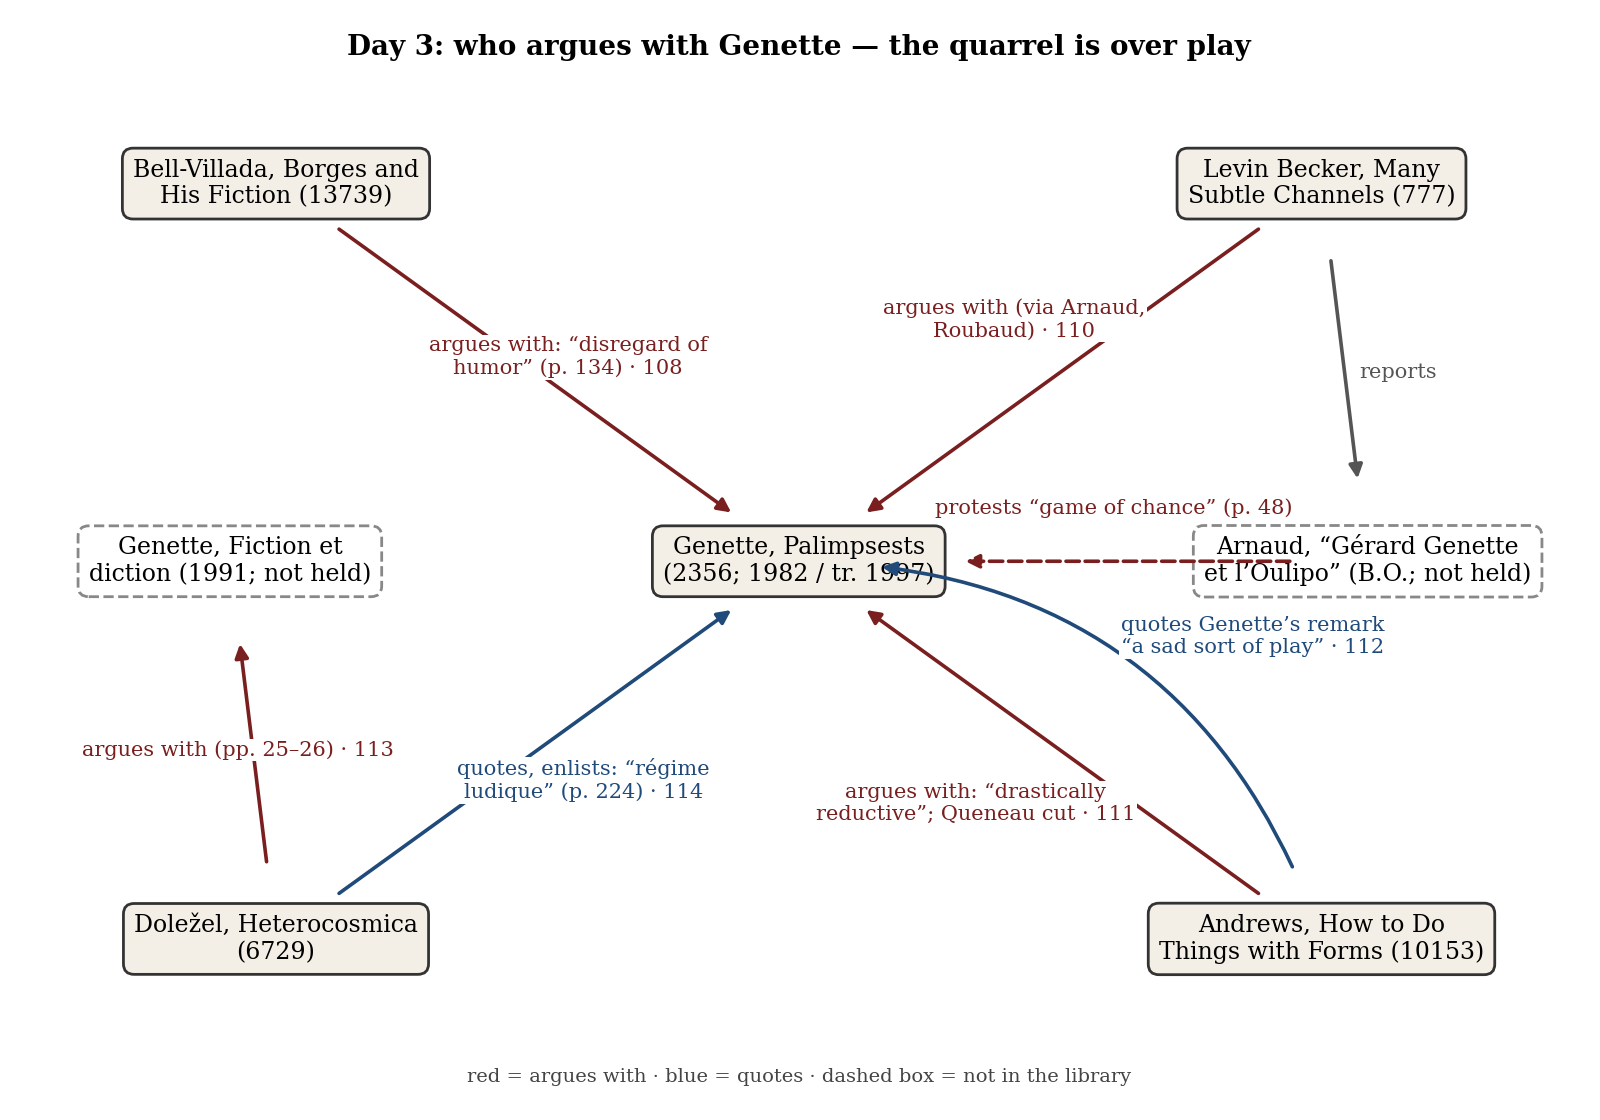 Day 3: who argues with Genette — the quarrel is over play
Bell-Villada, Borges and
His Fiction (13739)
Levin Becker, Many
Subtle Channels (777)
argues with (via Arnaud,
Roubaud) · 110
argues with: “disregard of
humor” (p. 134) · 108
reports
protests “game of chance” (p. 48)
Genette, Fiction et
diction (1991; not held)
Genette, Palimpsests
(2356; 1982 / tr. 1997)
Arnaud, “Gérard Genette
et l’Oulipo” (B.O.; not held)
quotes Genette’s remark
“a sad sort of play” · 112
argues with (pp. 25–26) · 113
quotes, enlists: “régime
ludique” (p. 224) · 114
argues with: “drastically
reductive”; Queneau cut · 111
Doležel, Heterocosmica
(6729)
Andrews, How to Do
Things with Forms (10153)
red = argues with · blue = quotes · dashed box = not in the library